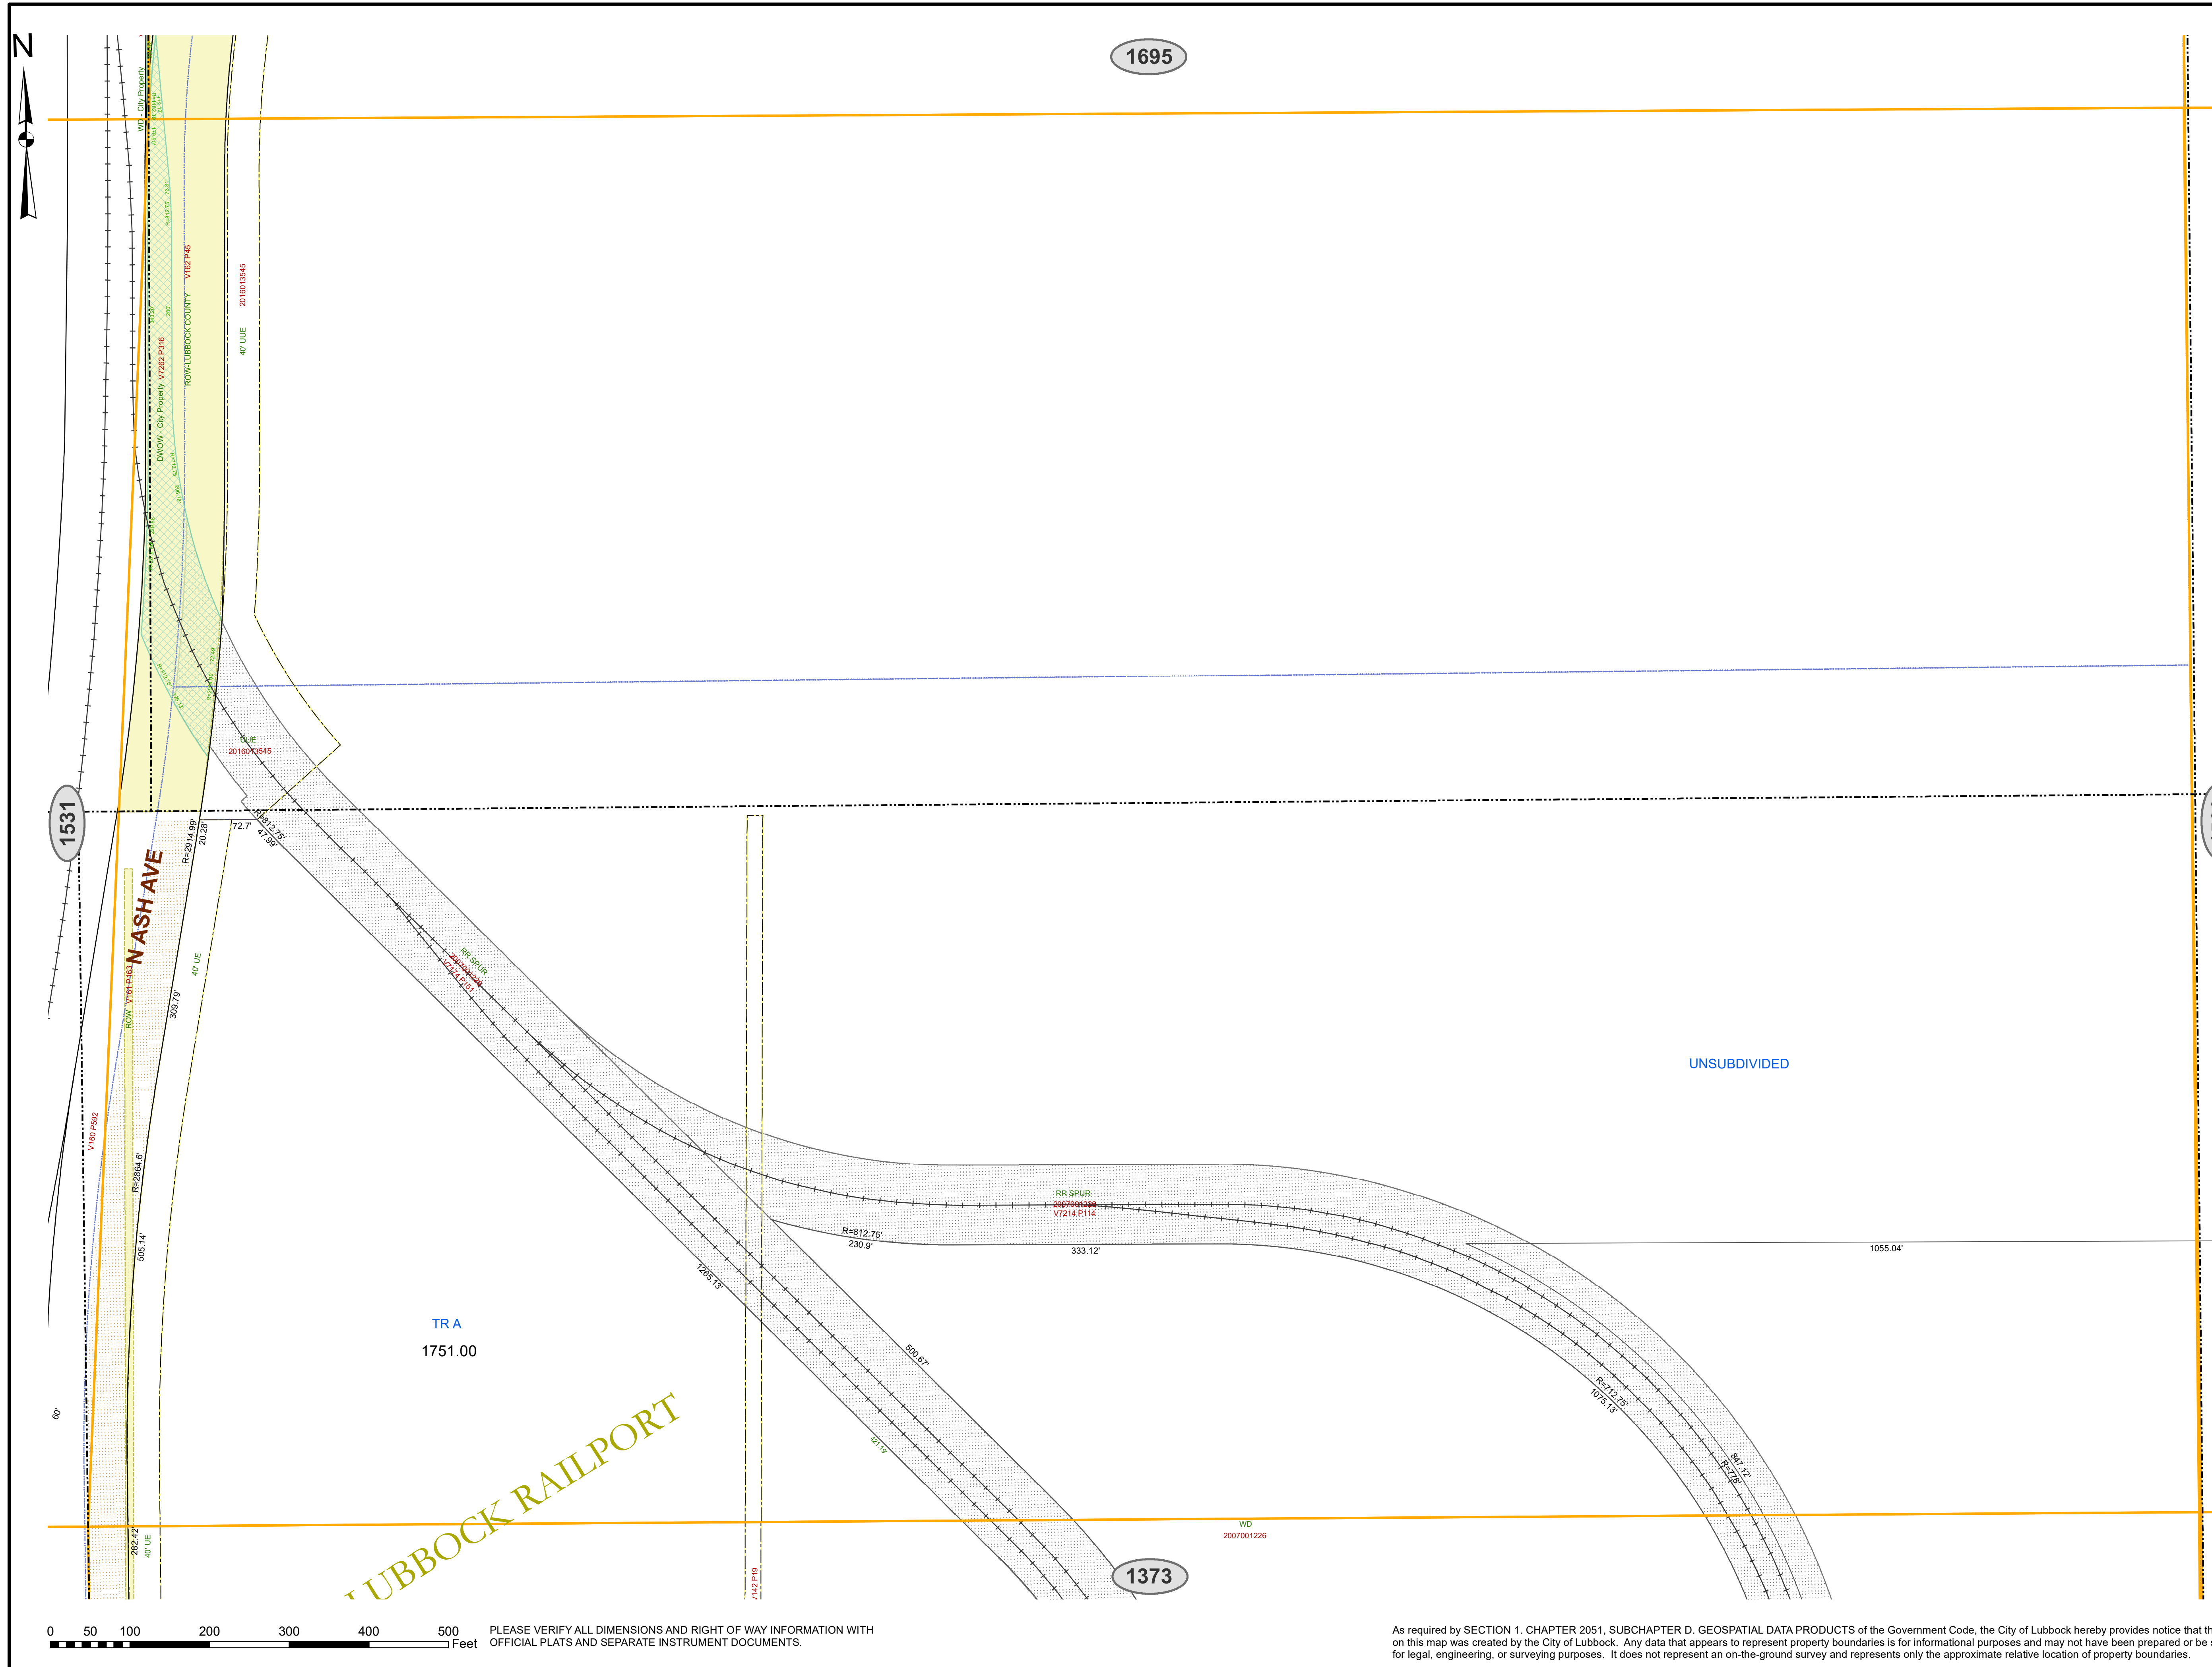 N
1695
WD - City Property
V162 P45
ROW-LUBBOCK COUNTY
DWOW - City Property V7262 P316
2016013545
40' UUE
UUE
2016013545
1531
R=2914.99'
20.28'
72.7'
R=812.75'
47.99'
N ASH AVE
ROW V161 P163
40' UE
309.79'
V160 P592
R=2864.6'
505.14'
60'
282.42'
40' UE
RR SPUR
V7174 P151
UNSUBDIVIDED
RR SPUR
V7214 P114
R=812.75'
230.9'
333.12'
1055.04'
1265.13'
500.67'
421.19'
R=712.75'
1075.13'
847.12'
R=778'
TR A
1751.00
LUBBOCK RAILPORT
WD
2007001226
1373
0 50 100 200 300 400 500
Feet
PLEASE VERIFY ALL DIMENSIONS AND RIGHT OF WAY INFORMATION WITH
OFFICIAL PLATS AND SEPARATE INSTRUMENT DOCUMENTS.
As required by SECTION 1. CHAPTER 2051, SUBCHAPTER D. GEOSPATIAL DATA PRODUCTS of the Government Code, the City of Lubbock hereby provides notice that
on this map was created by the City of Lubbock. Any data that appears to represent property boundaries is for informational purposes and may not have been prepared or be
for legal, engineering, or surveying purposes. It does not represent an on-the-ground survey and represents only the approximate relative location of property boundaries.